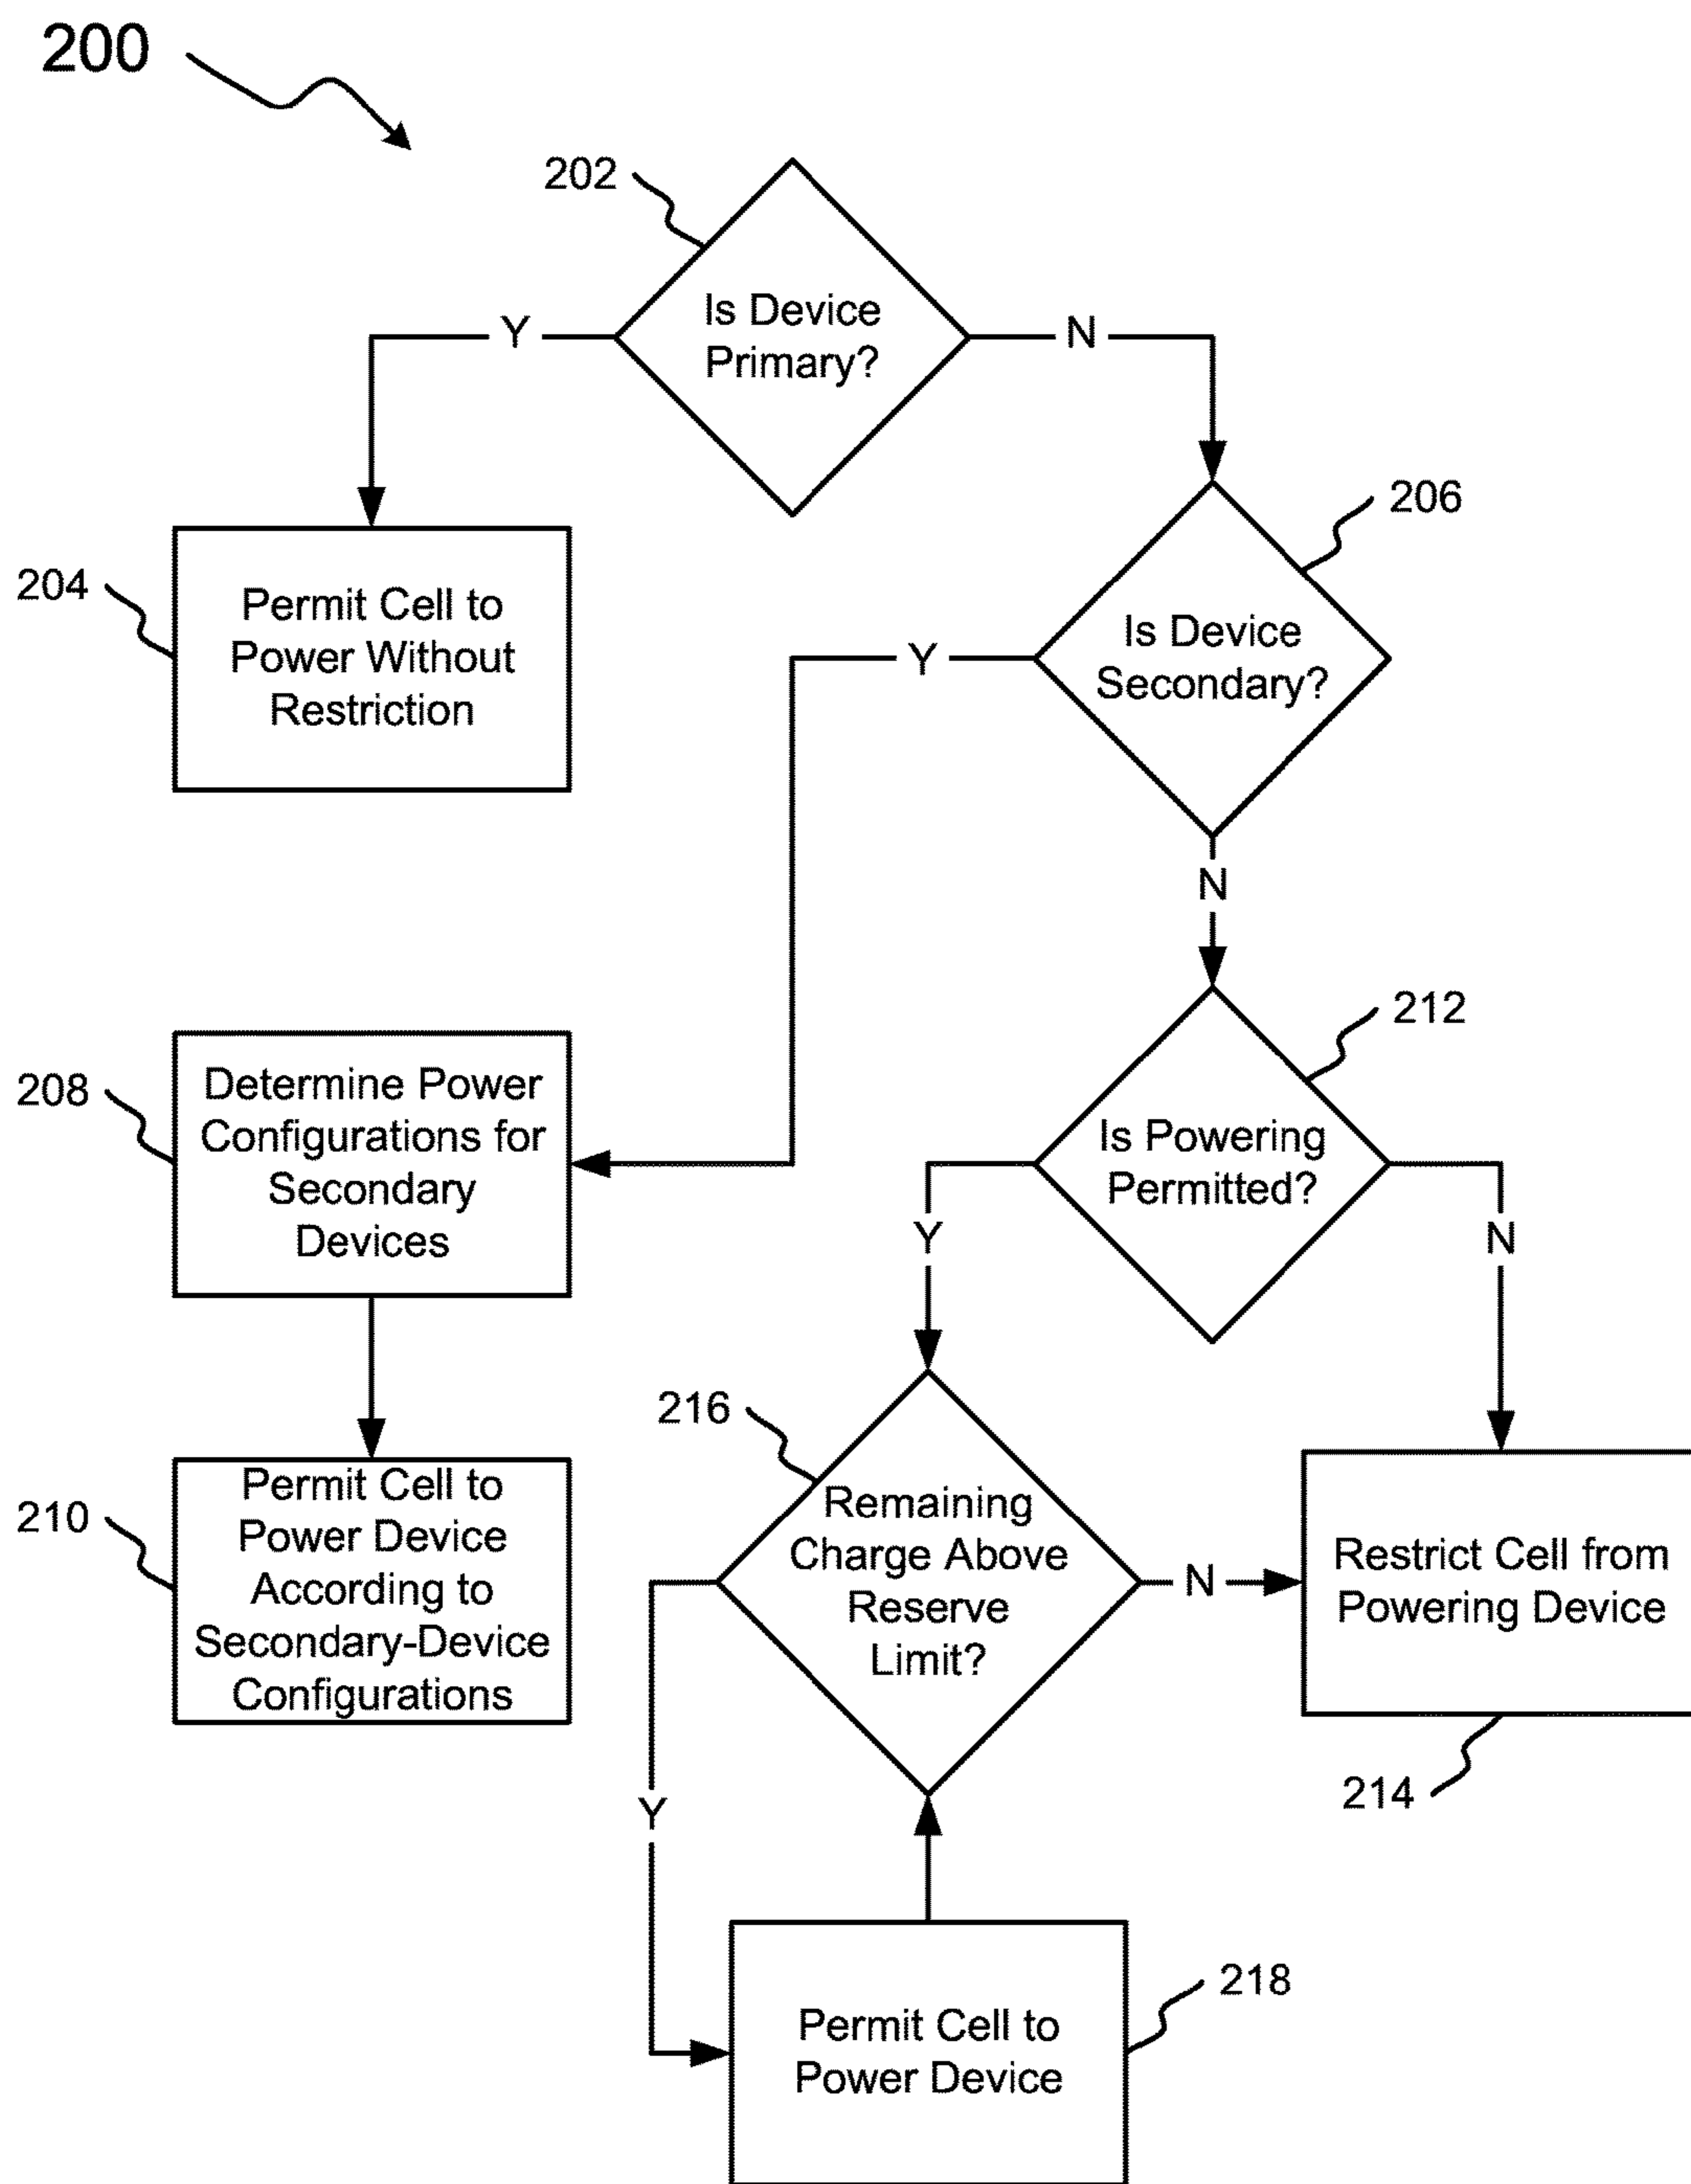 200
202
Is Device
Primary?
Y
N
204
Permit Cell to
Power Without
Restriction
206
Is Device
Secondary?
Y
N
208
Determine Power
Configurations for
Secondary
Devices
212
Is Powering
Permitted?
Y
N
210
Permit Cell to
Power Device
According to
Secondary-Device
Configurations
216
Remaining
Charge Above
Reserve
Limit?
N
Restrict Cell from
Powering Device
214
Y
218
Permit Cell to
Power Device